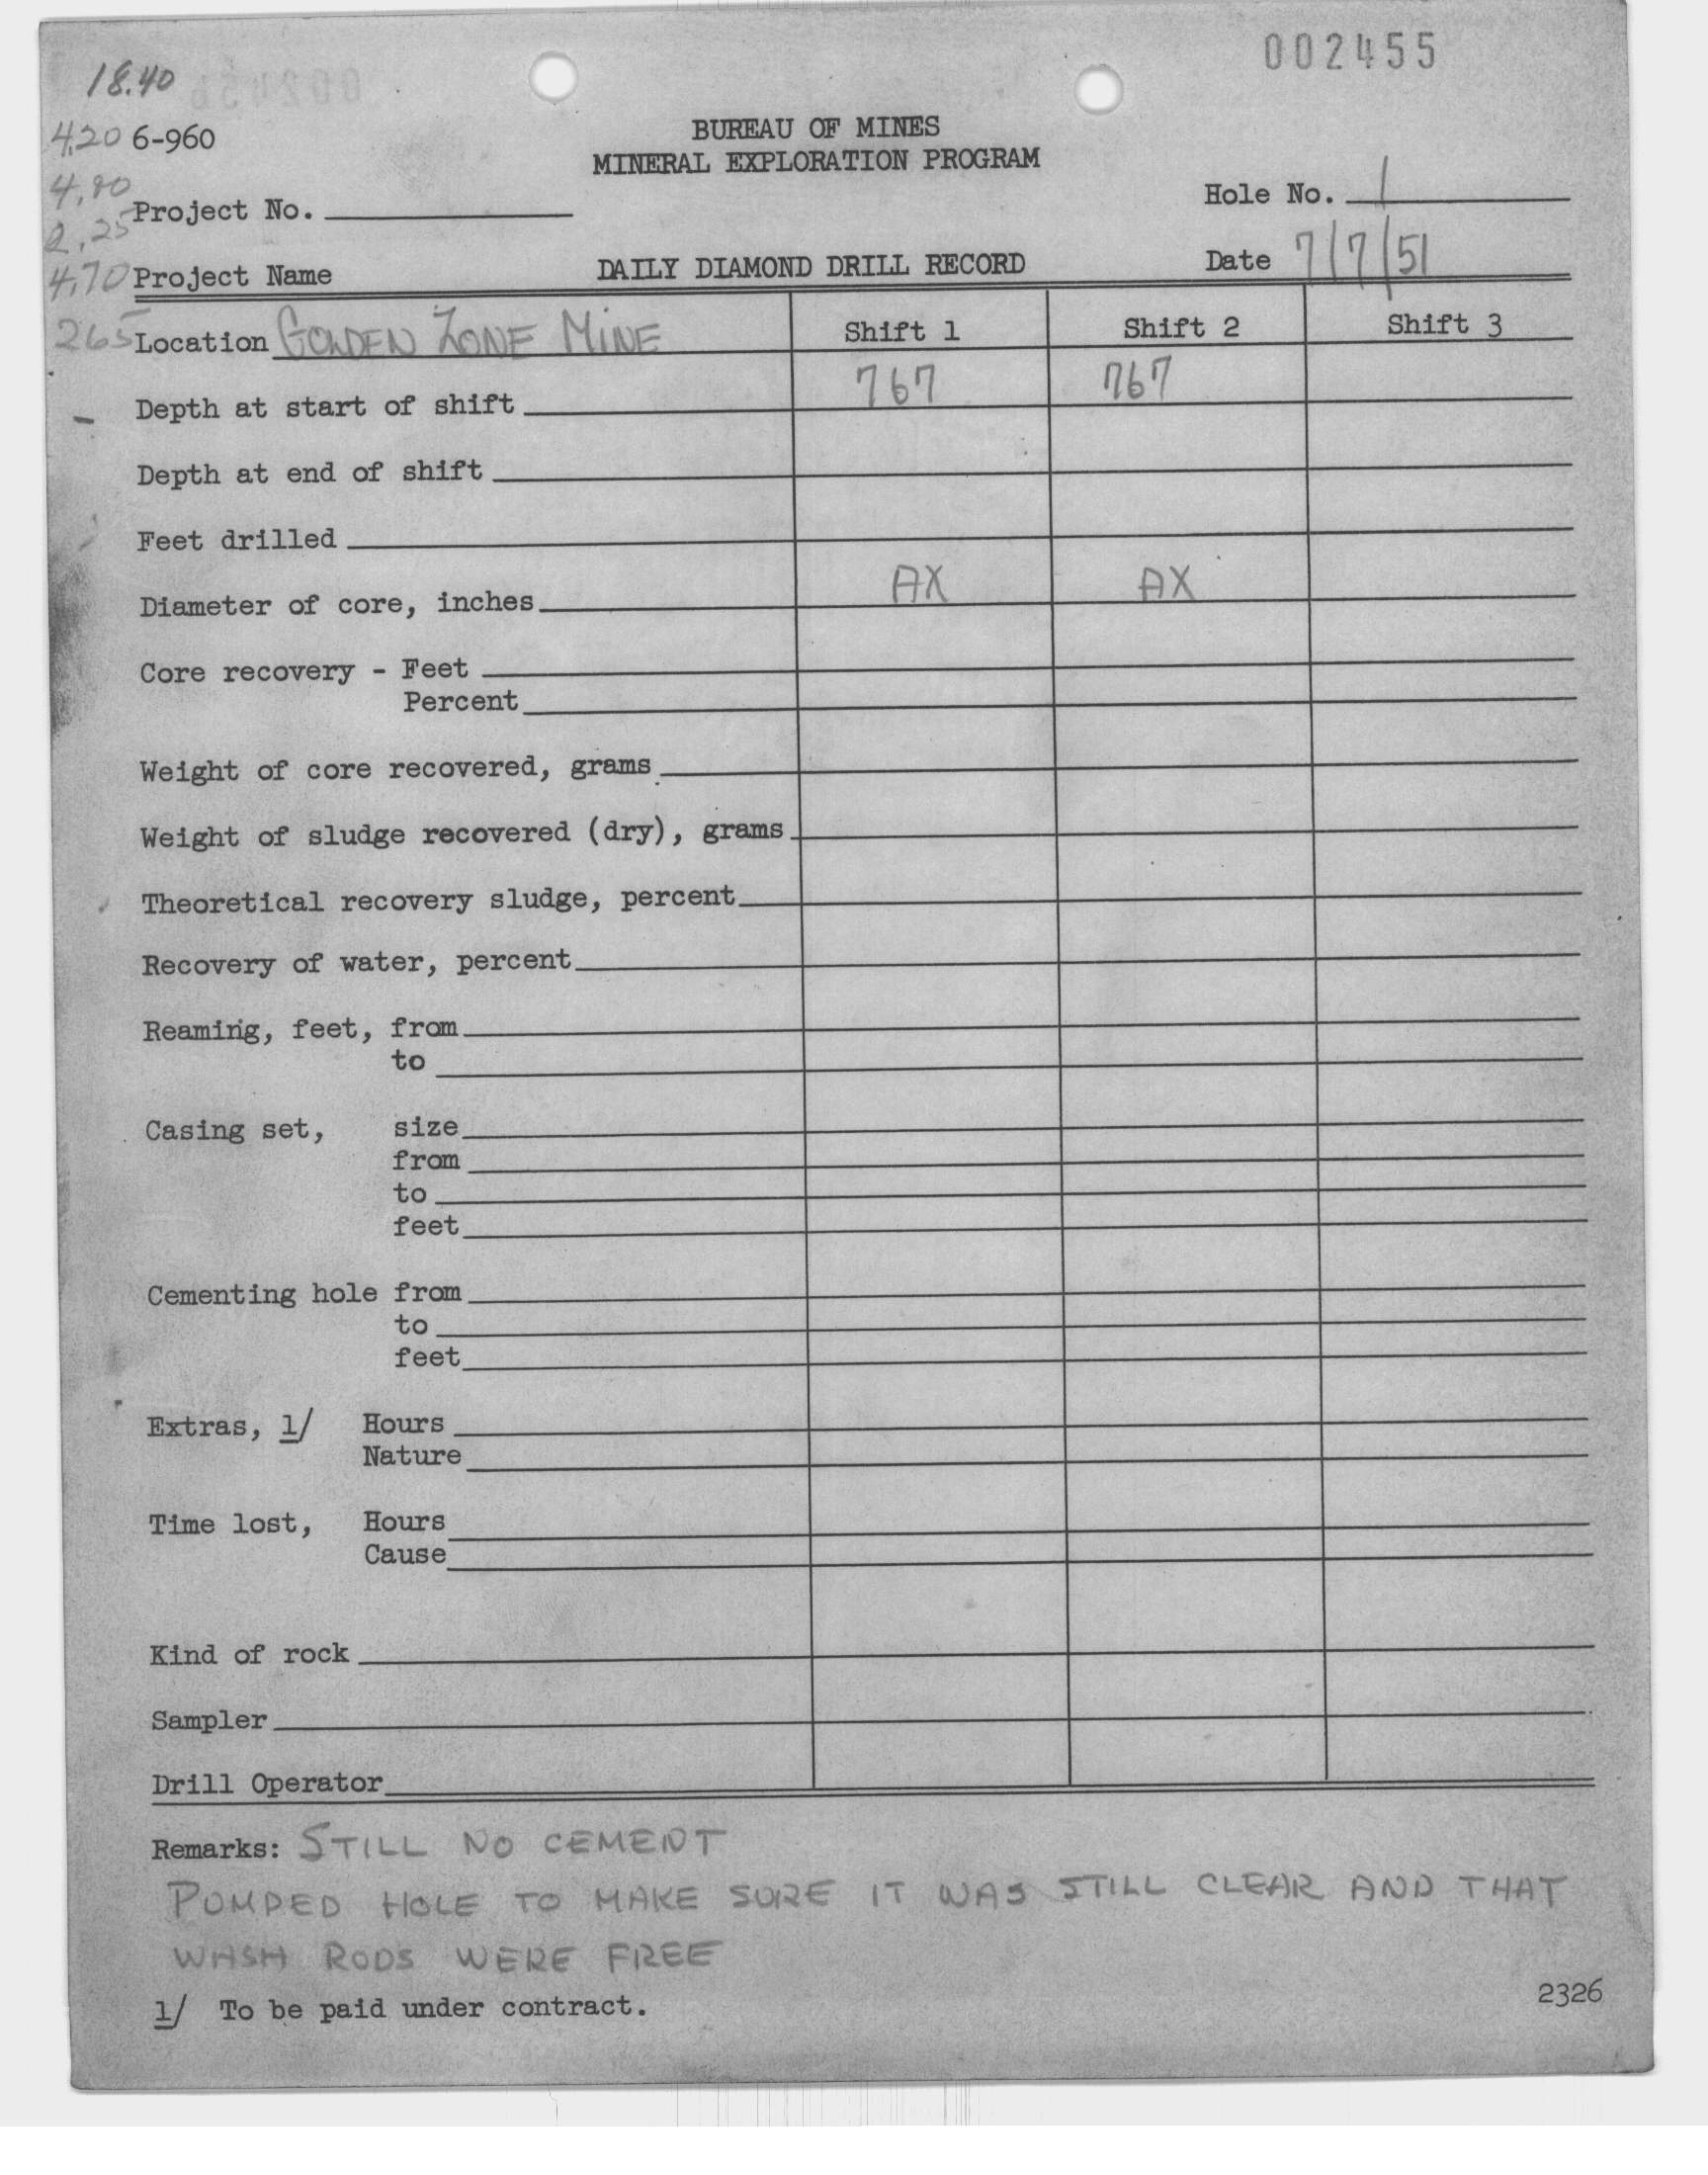 002455
18.40
4.20 6-960
BUREAU OF MINES
MINERAL EXPLORATION PROGRAM
4,80
Project No.
Hole No. 1
2,25
4,70 Project Name
DAILY DIAMOND DRILL RECORD
Date 7/7/51
265 Location GOLDEN ZONE MINE Shift 1 Shift 2 Shift 3
Depth at start of shift 767 767
Depth at end of shift
Feet drilled
Diameter of core, inches AX AX
Core recovery - Feet
Percent
Weight of core recovered, grams
Weight of sludge recovered (dry), grams
Theoretical recovery sludge, percent
Recovery of water, percent
Reaming, feet, from
to
Casing set, size
from
to
feet
Cementing hole from
to
feet
Extras, 1/ Hours
Nature
Time lost, Hours
Cause
Kind of rock
Sampler
Drill Operator
Remarks: STILL NO CEMENT
PUMPED HOLE TO MAKE SURE IT WAS STILL CLEAR AND THAT
WASH RODS WERE FREE
1/ To be paid under contract.
2326